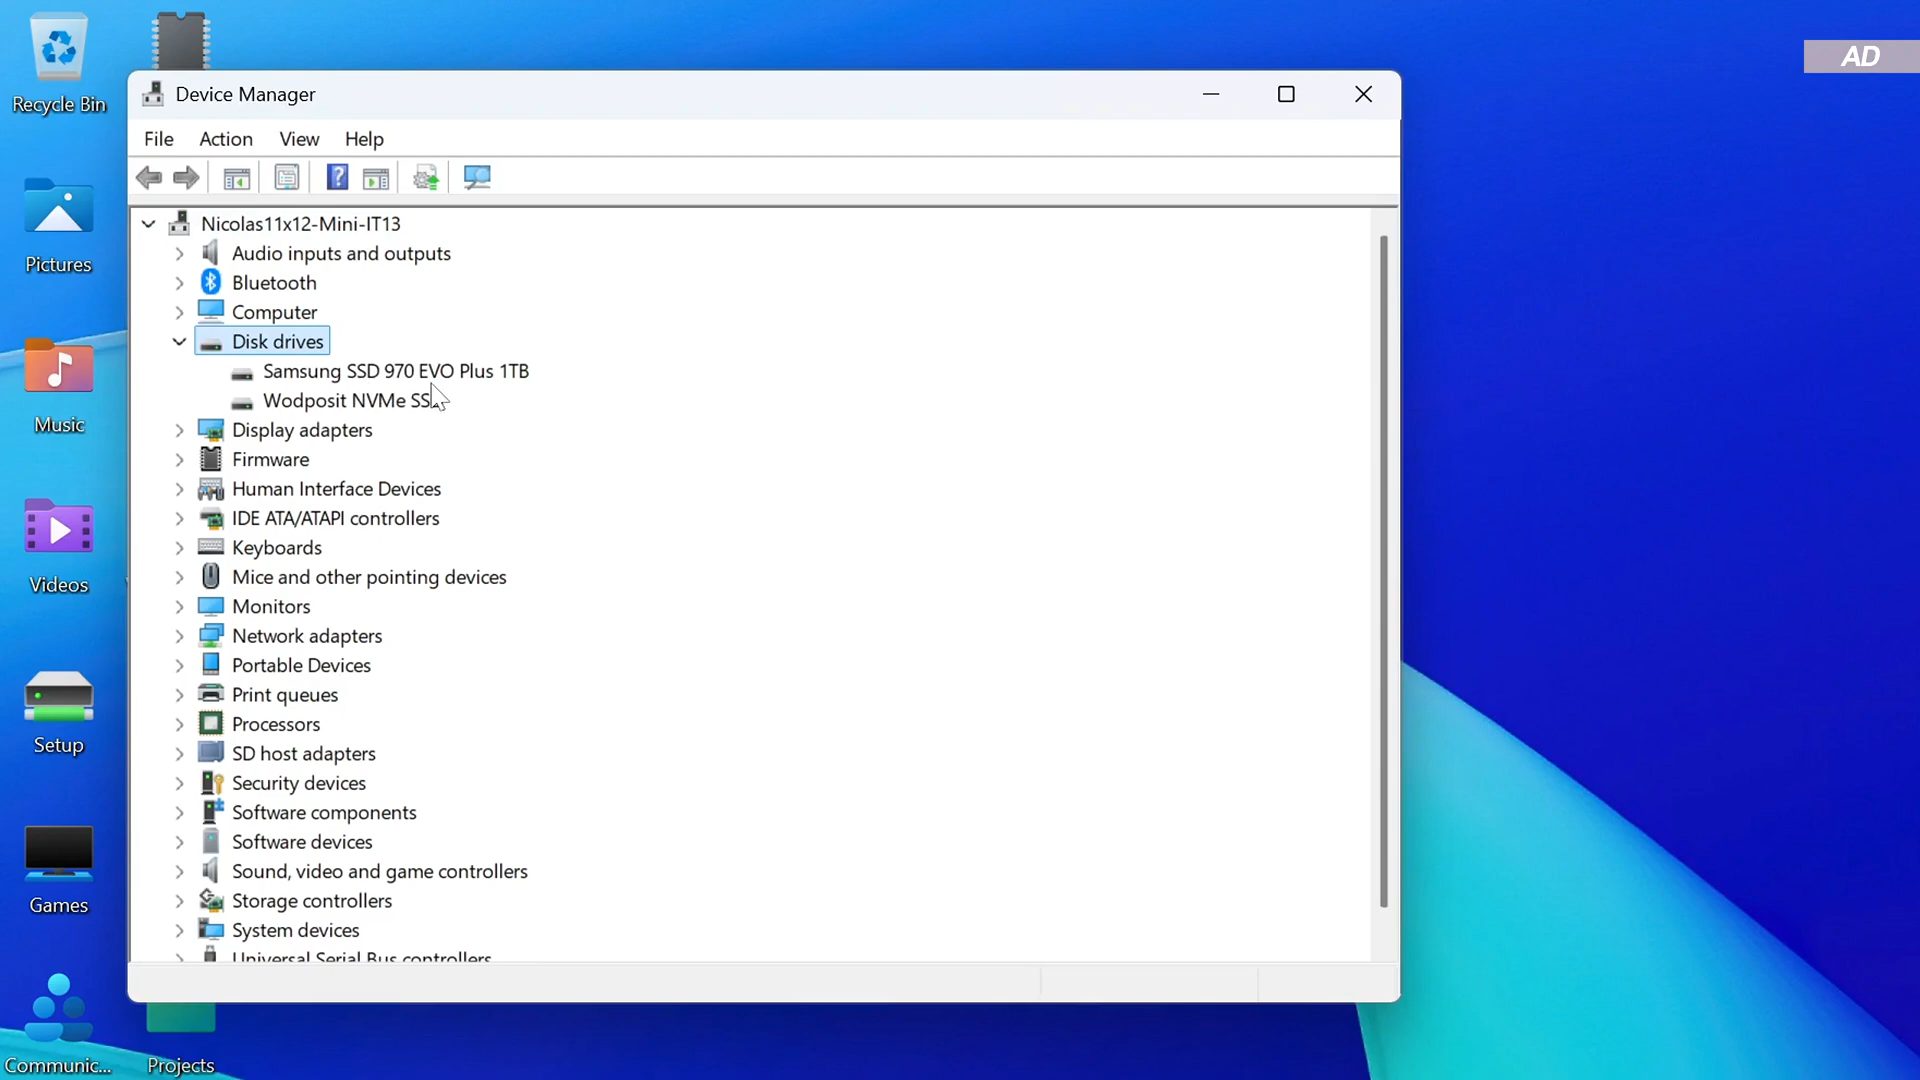 AD
Recycle Bin
Pictures
Music
Videos
Setup
Games
Communic...
Projects
Device Manager
File Action View Help
Nicolas11x12-Mini-IT13
Audio inputs and outputs
Bluetooth
Computer
Disk drives
Samsung SSD 970 EVO Plus 1TB
Wodposit NVMe
Display adapters
Firmware
Human Interface Devices
IDE ATA/ATAPI controllers
Keyboards
Mice and other pointing devices
Monitors
Network adapters
Portable Devices
Print queues
Processors
SD host adapters
Security devices
Software components
Software devices
Sound, video and game controllers
Storage controllers
System devices
Universal Serial Bus controllers